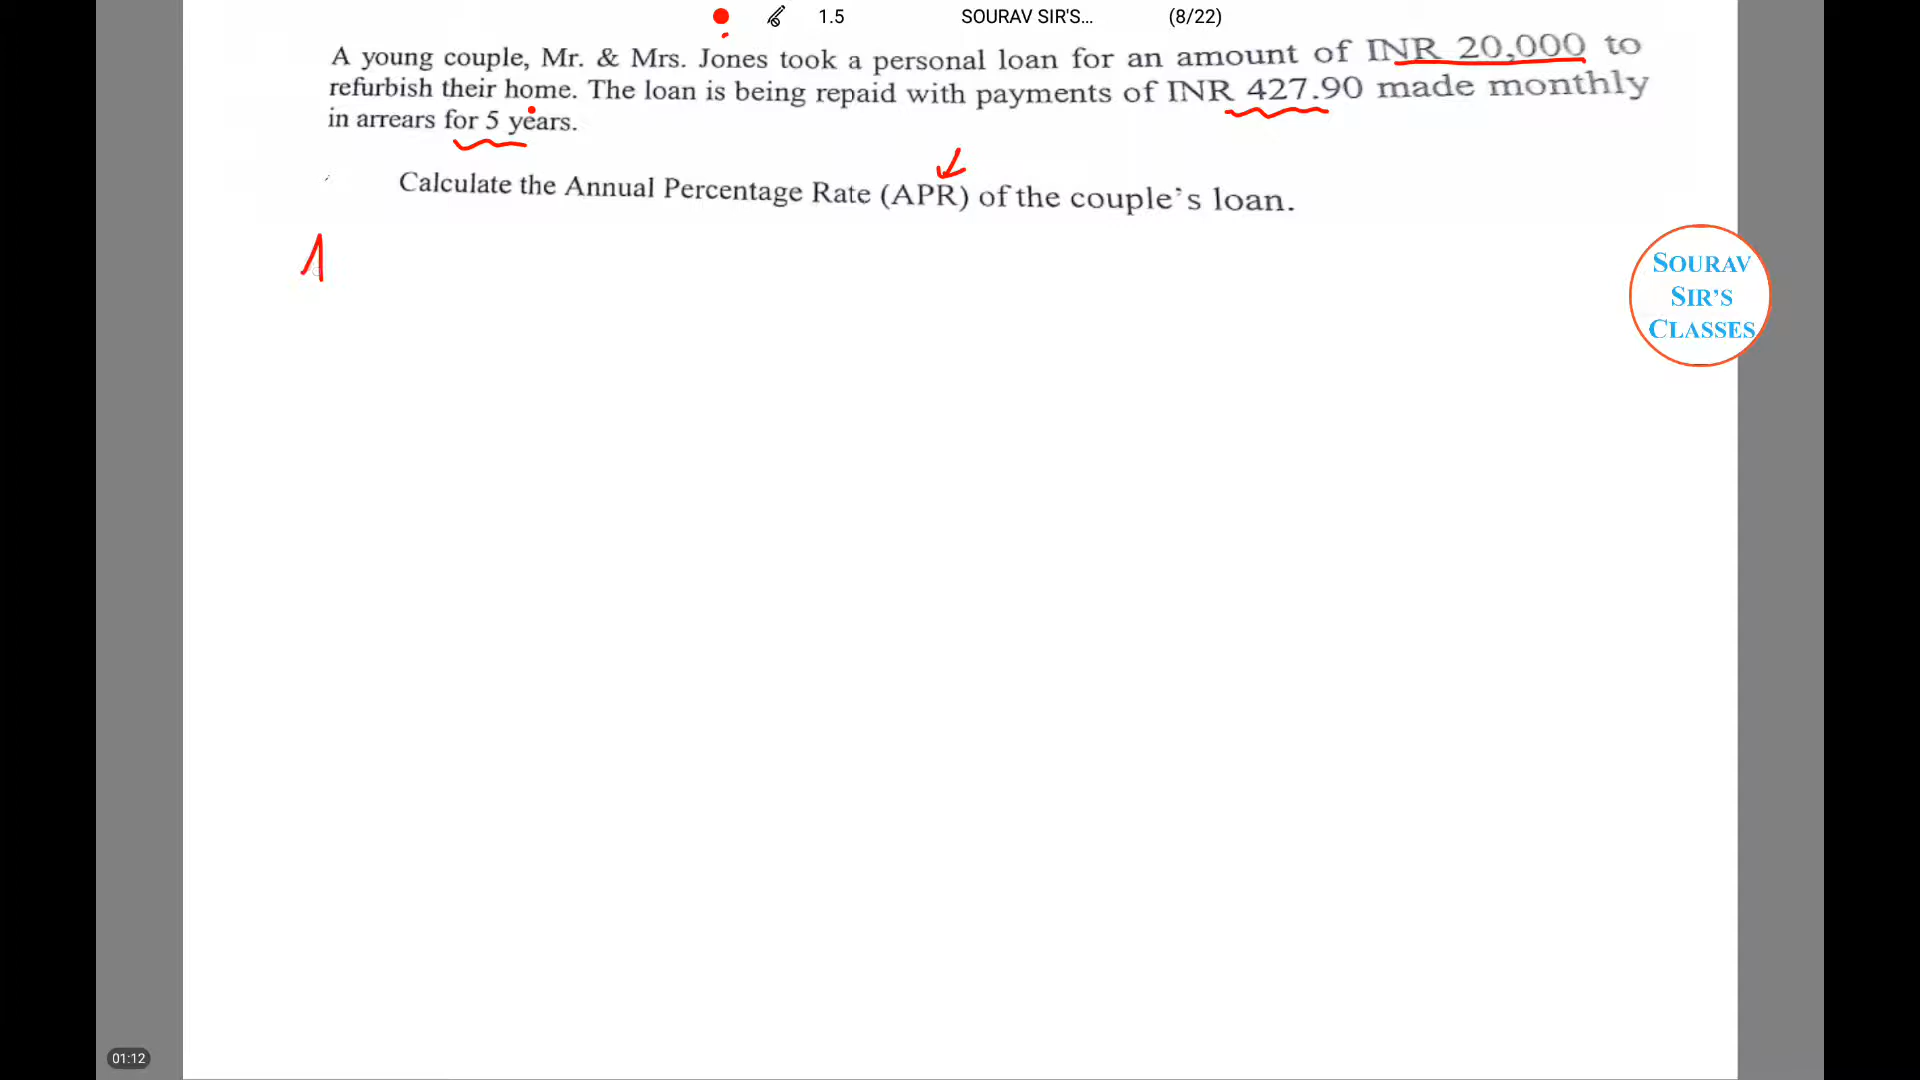 1.5 SOURAV SIR'S... (8/22)
A young couple, Mr. & Mrs. Jones took a personal loan for an amount of INR 20,000 to
refurbish their home. The loan is being repaid with payments of INR 427.90 made monthly
in arrears for 5 years.
Calculate the Annual Percentage Rate (APR) of the couple's loan.
SOURAV
SIR'S
CLASSES
01:12